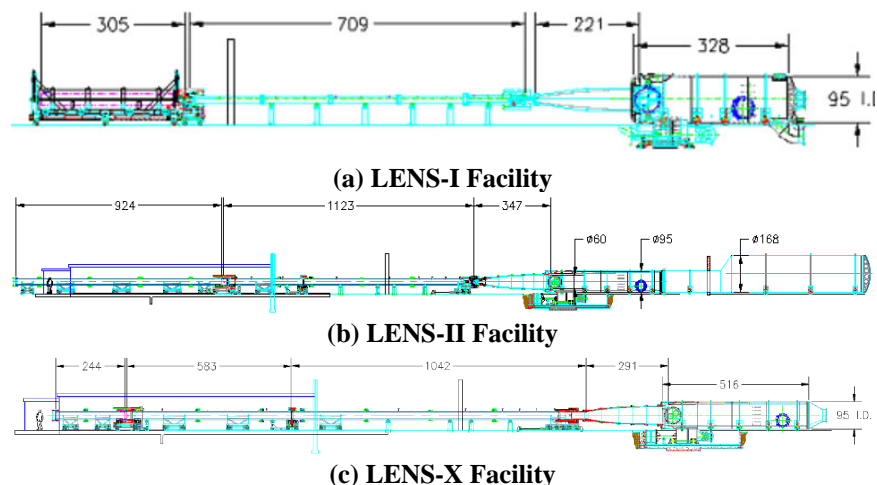 305 709 221 328
95 I.D
(a) LENS-I Facility
924 1123 347
ø60 ø95 ø168
(b) LENS-II Facility
244 583 1042 291
516
95 I.D.
(c) LENS-X Facility